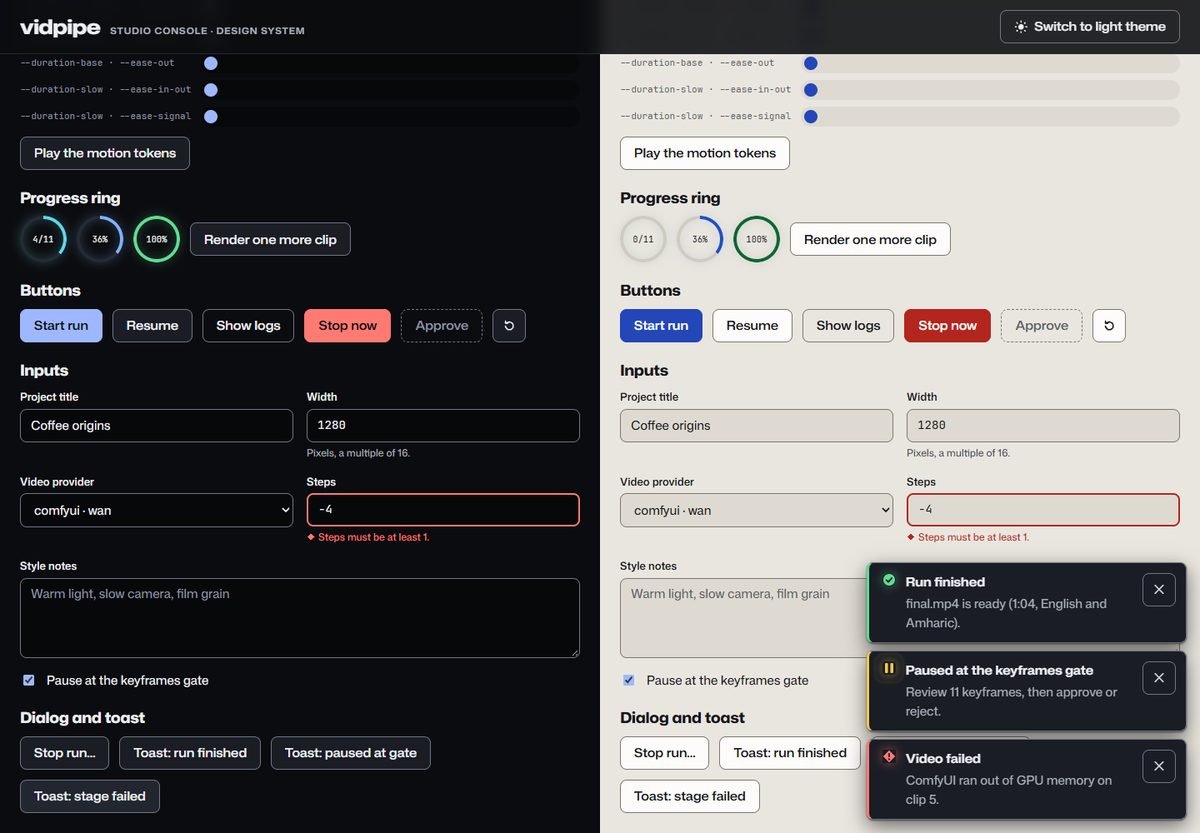 vidpipe STUDIO CONSOLE · DESIGN SYSTEM
Switch to light theme
--duration-base · --ease-out
--duration-slow · --ease-in-out
--duration-slow · --ease-signal
Play the motion tokens
Progress ring
4/11 36% 100% Render one more clip
Buttons
Start run Resume Show logs Stop now Approve
Inputs
Project title Width
Coffee origins 1280
Pixels, a multiple of 16.
Video provider Steps
comfyui · wan -4
Steps must be at least 1.
Style notes
Warm light, slow camera, film grain
Pause at the keyframes gate
Dialog and toast
Stop run... Toast: run finished Toast: paused at gate
Toast: stage failed
--duration-base · --ease-out
--duration-slow · --ease-in-out
--duration-slow · --ease-signal
Play the motion tokens
Progress ring
0/11 36% 100% Render one more clip
Buttons
Start run Resume Show logs Stop now Approve
Inputs
Project title Width
Coffee origins 1280
Pixels, a multiple of 16.
Video provider Steps
comfyui · wan -4
Steps must be at least 1.
Style notes
Warm light, slow camera, film grain
Pause at the keyframes gate
Dialog and toast
Stop run... Toast: run finished
Toast: stage failed
Run finished
final.mp4 is ready (1:04, English and
Amharic).
Paused at the keyframes gate
Review 11 keyframes, then approve or
reject.
Video failed
ComfyUI ran out of GPU memory on
clip 5.